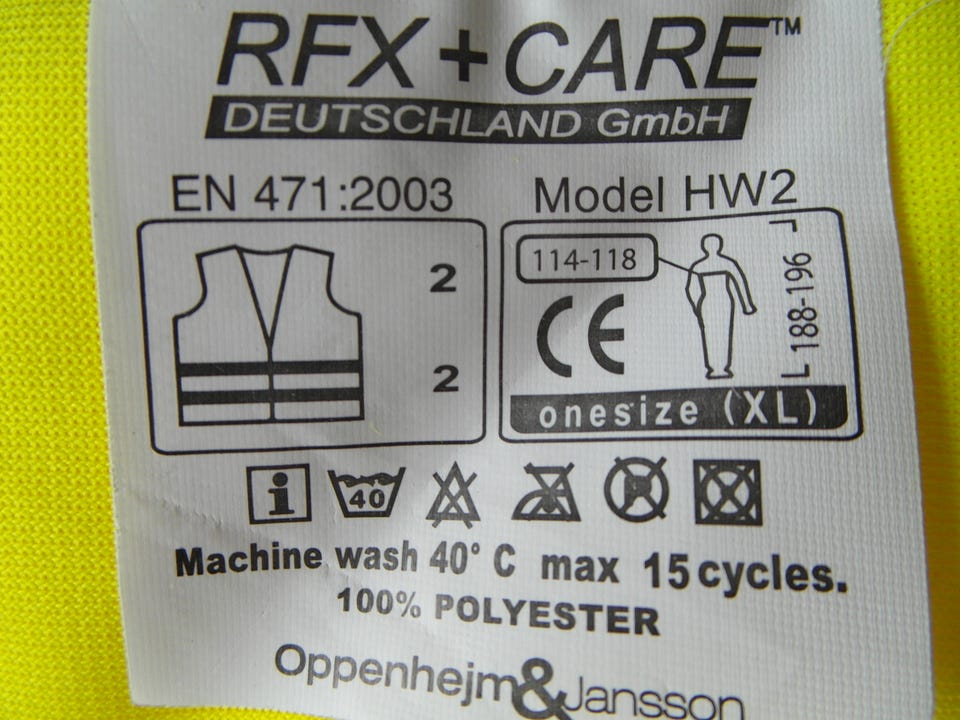 RFX+CARE™
DEUTSCHLAND GmbH
EN 471:2003
Model HW2
2
2
114-118
188-196
CE
onesize (XL)
i
40
P
Machine wash 40° C max 15 cycles.
100% POLYESTER
Oppenhejm&Jansson